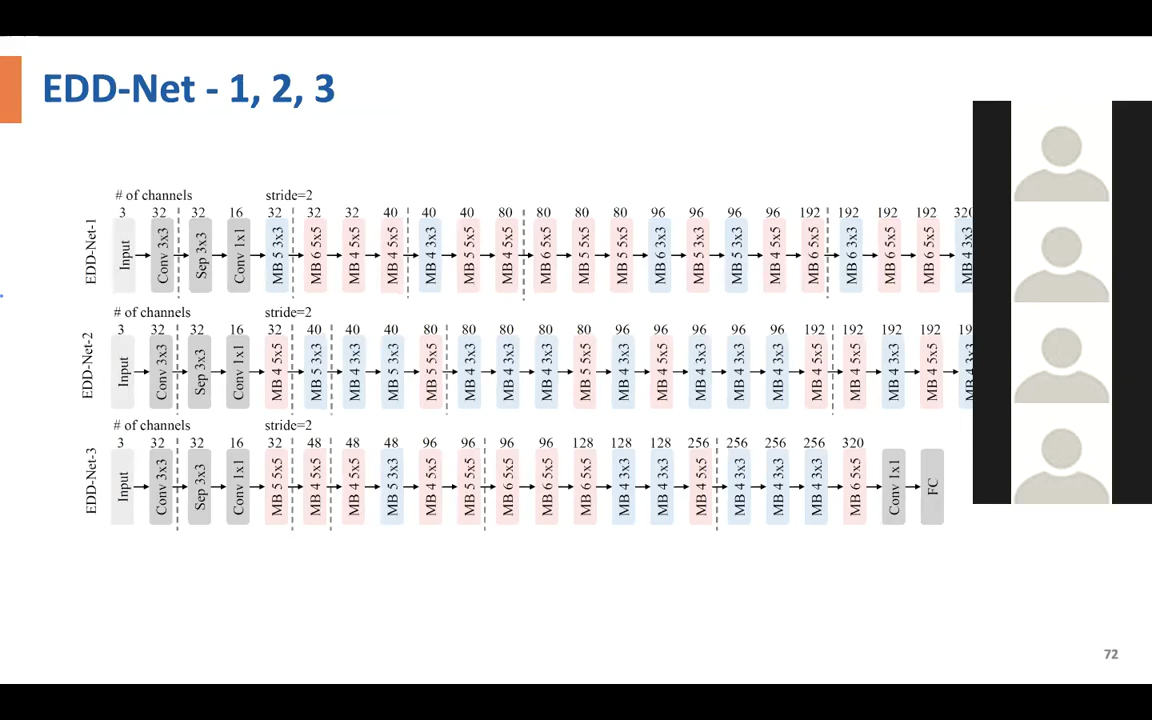 EDD-Net - 1, 2, 3
# of channels stride=2
3 32 32 16 32 32 32 40 40 40 80 80 80 80 96 96 96 96 192 192 192 192 320
EDD-Net-1 Input Conv 3x3 Sep 3x3 Conv 1x1 MB 5 3x3 MB 6 5x5 MB 4 5x5 MB 4 5x5 MB 4 3x3 MB 5 5x5 MB 4 5x5 MB 6 5x5 MB 5 5x5 MB 5 5x5 MB 6 3x3 MB 5 3x3 MB 5 3x3 MB 4 5x5 MB 6 5x5 MB 6 3x3 MB 6 5x5 MB 6 5x5 MB 4 3x3
# of channels stride=2
3 32 32 16 32 40 40 40 80 80 80 80 80 96 96 96 96 96 192 192 192 192
EDD-Net-2 Input Conv 3x3 Sep 3x3 Conv 1x1 MB 4 5x5 MB 5 3x3 MB 4 3x3 MB 5 3x3 MB 5 5x5 MB 4 3x3 MB 4 3x3 MB 4 3x3 MB 5 5x5 MB 4 3x3 MB 4 5x5 MB 4 3x3 MB 4 3x3 MB 4 3x3 MB 4 5x5 MB 4 5x5 MB 4 3x3 MB 4 5x5 MB 4 3x3
# of channels stride=2
3 32 32 16 32 48 48 48 96 96 96 96 128 128 128 256 256 256 256 320
EDD-Net-3 Input Conv 3x3 Sep 3x3 Conv 1x1 MB 5 5x5 MB 4 5x5 MB 4 5x5 MB 5 3x3 MB 4 5x5 MB 5 5x5 MB 6 5x5 MB 6 5x5 MB 6 5x5 MB 4 3x3 MB 4 3x3 MB 4 5x5 MB 4 3x3 MB 4 3x3 MB 4 3x3 MB 6 5x5 Conv 1x1 FC
72